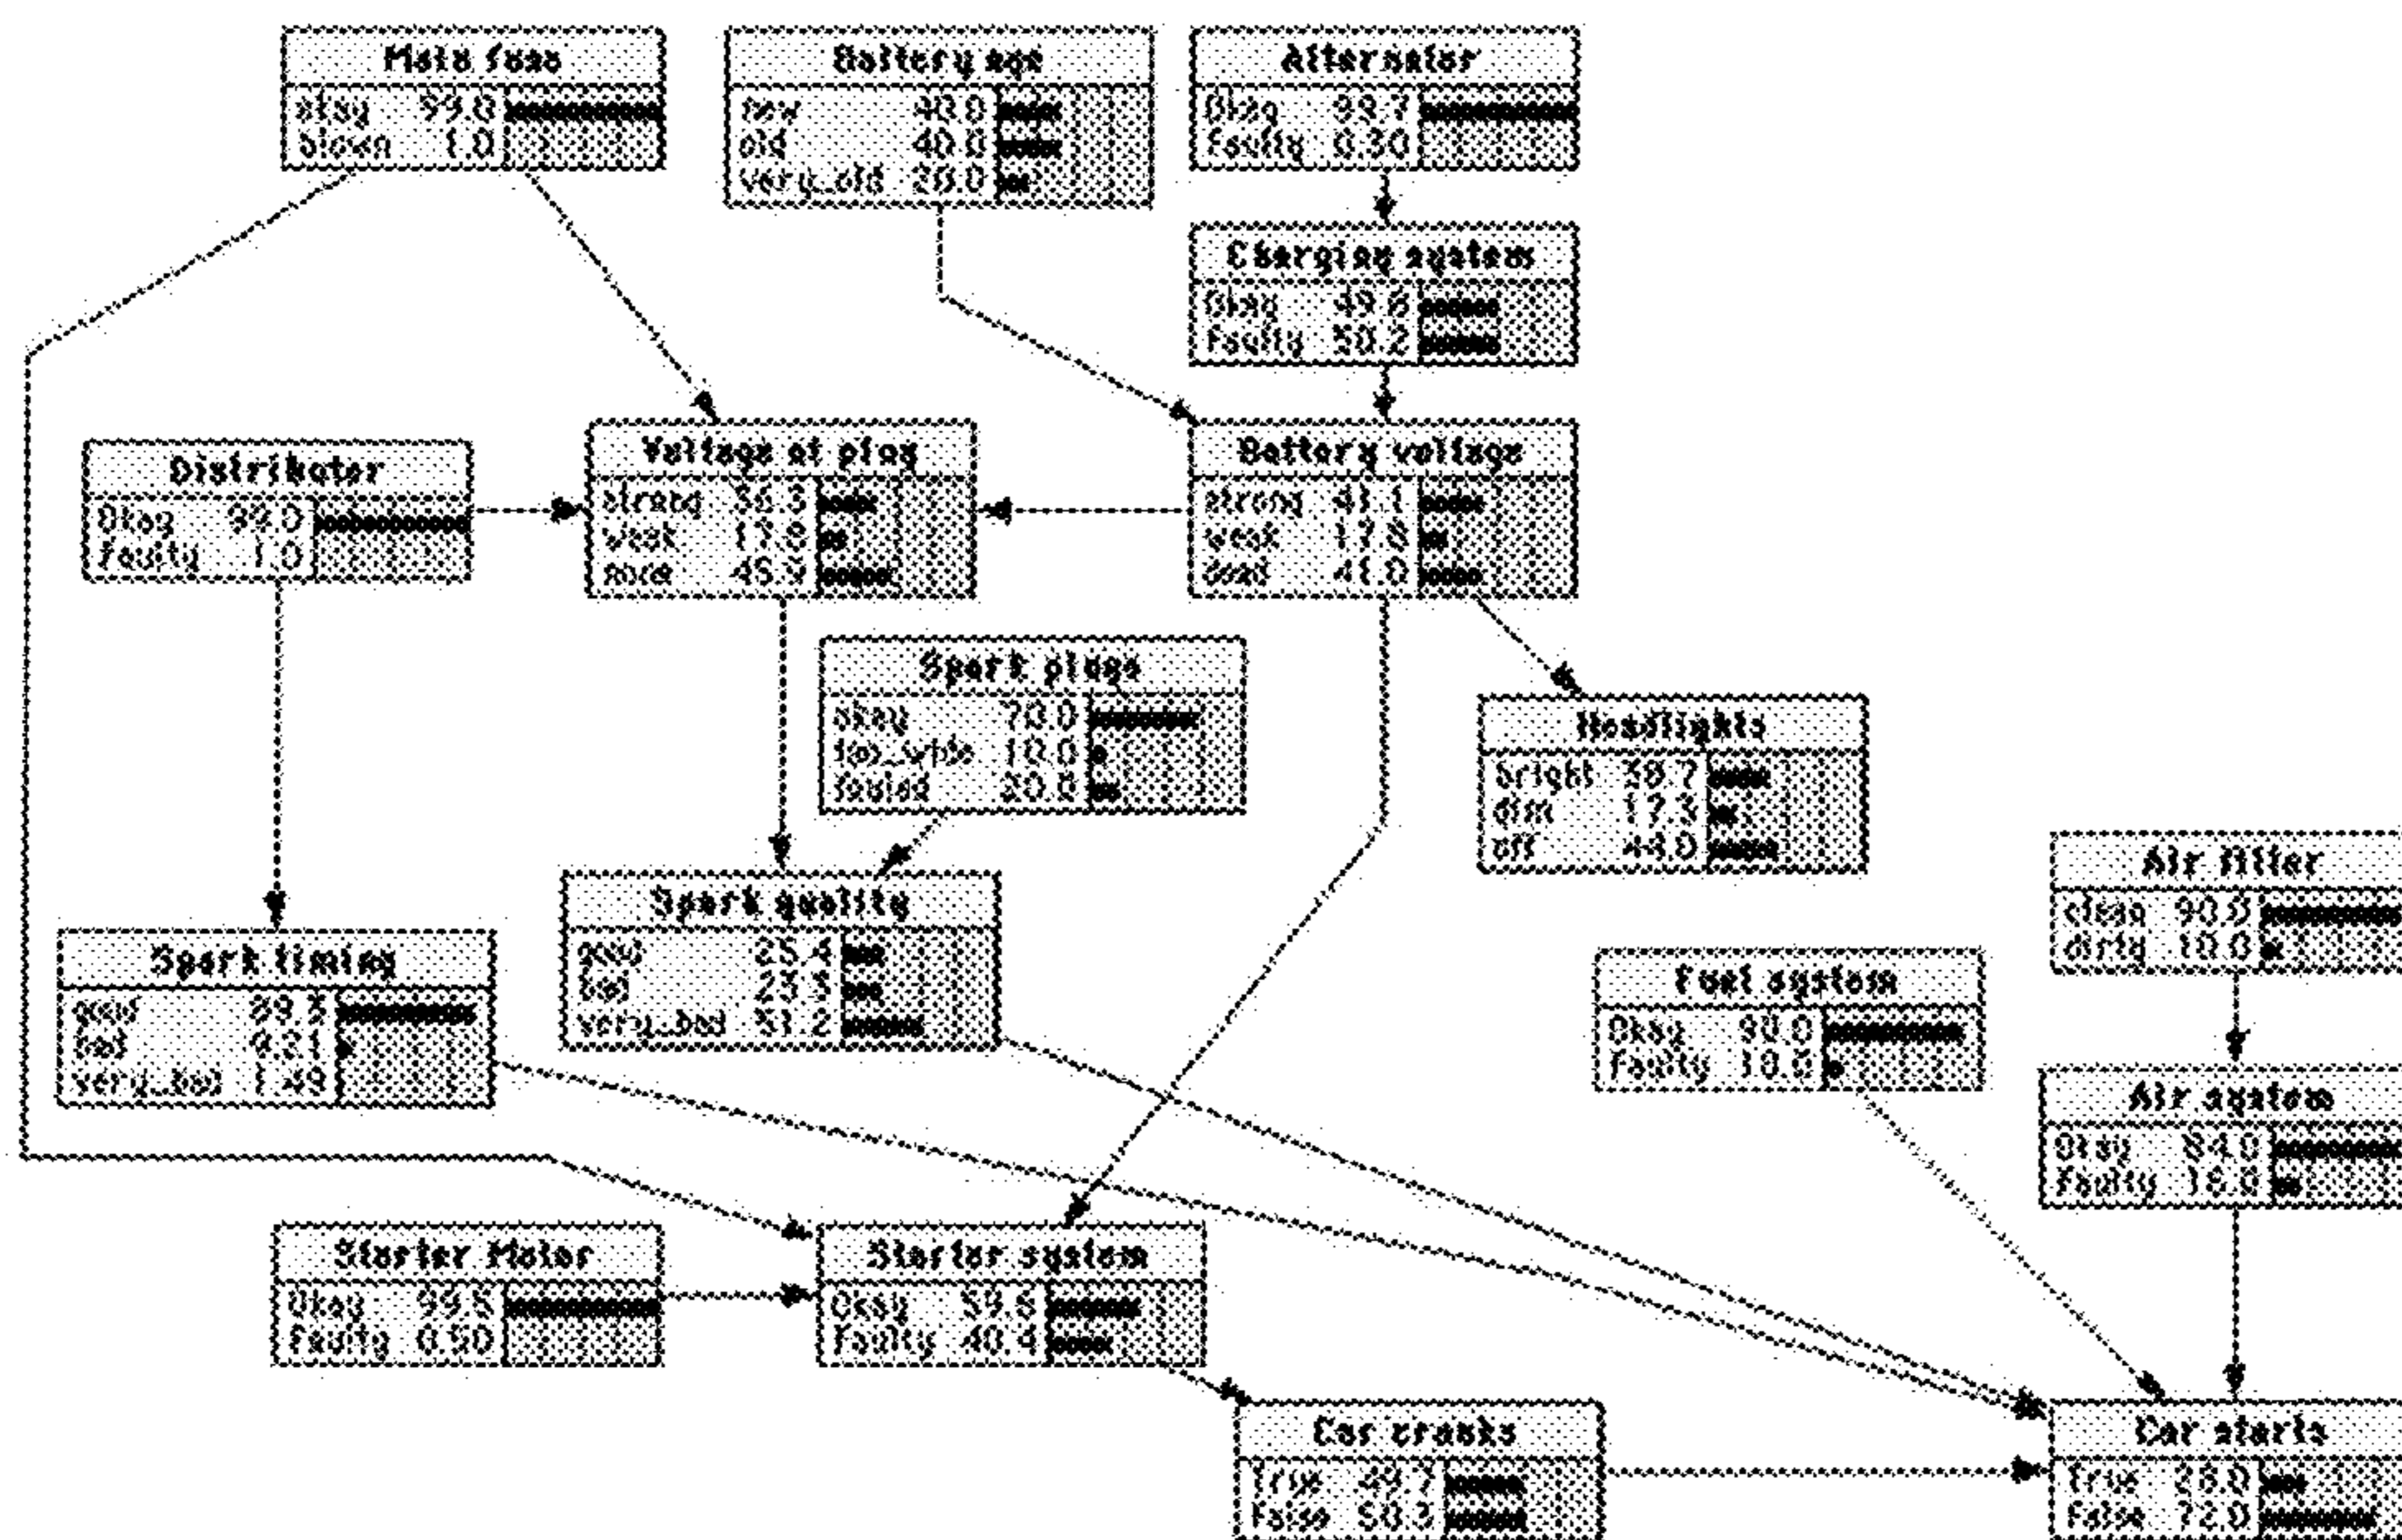 Main fuse
okay 99.0
blown 1.0
Battery age
new 40.0
old 40.0
very_old 20.0
Alternator
Okay 99.7
Faulty 0.30
Charging system
Okay 49.8
Faulty 50.2
Distributer
Okay 99.0
Faulty 1.0
Voltage at plug
strong 36.3
weak 17.8
none 45.9
Battery voltage
strong 41.1
weak 17.8
dead 41.0
Spark plugs
okay 70.0
too_wide 10.0
fouled 20.0
Headlights
bright 38.7
dim 17.3
off 44.0
Air filter
clean 90.0
dirty 10.0
Spark quality
good 25.4
bad
very_bad 51.2
Spark timing
good 89.3
bad 9.21
very_bad 1.49
Fuel system
Okay 90.0
Faulty 10.0
Air system
Okay 84.0
Faulty 16.0
Starter Motor
Okay 99.5
Faulty 0.50
Starter system
Okay 59.6
Faulty 40.4
Car cranks
True 49.7
False 50.3
Car starts
True 28.0
False 72.0